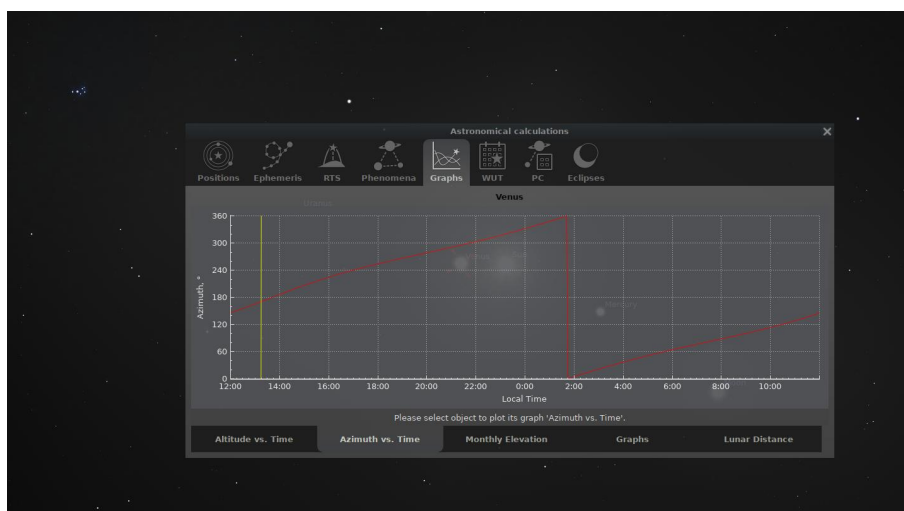 Astronomical calculations
Positions Ephemeris RTS Phenomena Graphs WUT PC Eclipses
Uranus
Venus
360
300
240
180
120
60
0
Azimuth, °
Mercury
12:00 14:00 16:00 18:00 20:00 22:00 0:00 2:00 4:00 6:00 8:00 10:00
Local Time
Please select object to plot its graph 'Azimuth vs. Time'.
Altitude vs. Time Azimuth vs. Time Monthly Elevation Graphs Lunar Distance